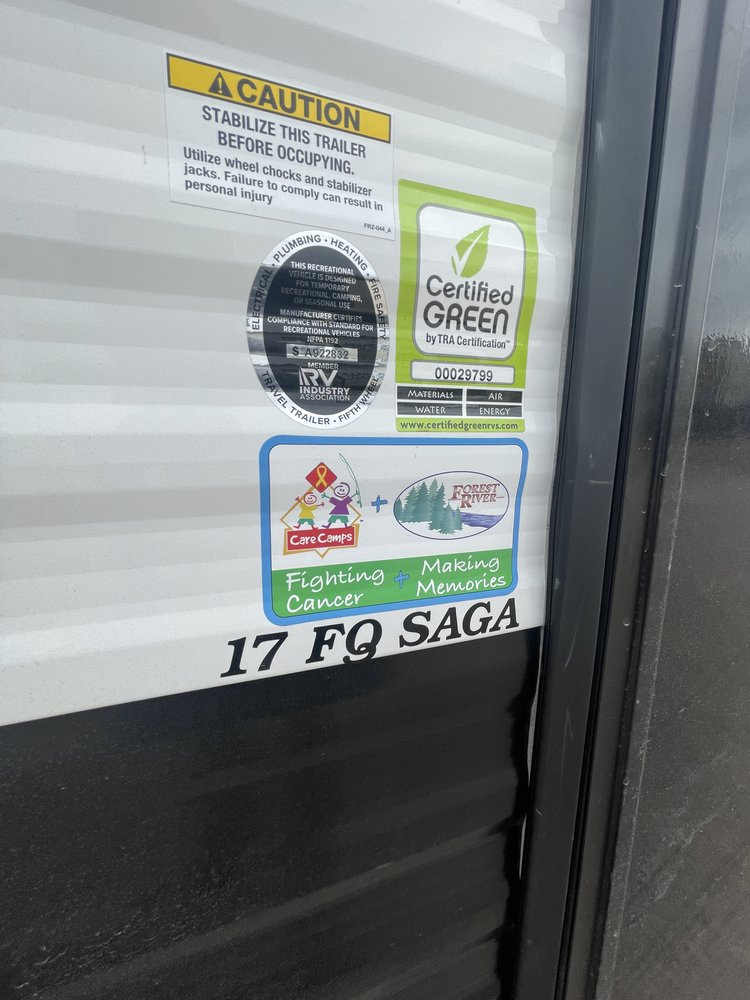 CAUTION
STABILIZE THIS TRAILER
BEFORE OCCUPYING.
Utilize wheel chocks and stabilizer
jacks. Failure to comply can result in
personal injury
FRZ-044_A
ELECTRICAL • PLUMBING • HEATING • FIRE SAFETY
THIS RECREATIONAL
VEHICLE IS DESIGNED
FOR TEMPORARY
RECREATIONAL, CAMPING,
OR SEASONAL USE
MANUFACTURER CERTIFIES
COMPLIANCE WITH STANDARD FOR
RECREATIONAL VEHICLES
NFPA 1192
S_A922832
MEMBER
RV
INDUSTRY
ASSOCIATION
TRAVEL TRAILER • FIFTH WHEEL
Certified
GREEN
by TRA Certification™
00029799
MATERIALS AIR
WATER ENERGY
www.certifiedgreenrvs.com
Care Camps
+
FOREST
RIVER
Fighting + Making
Cancer Memories
17 FQ SAGA